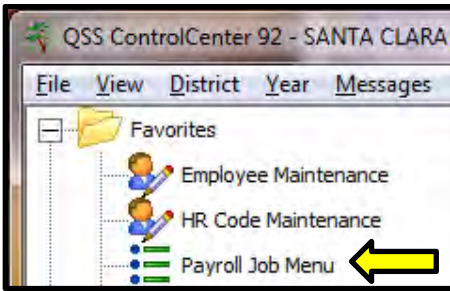 QSS ControlCenter 92 - SANTA CLARA
File View District Year Messages
Favorites
Employee Maintenance
HR Code Maintenance
Payroll Job Menu